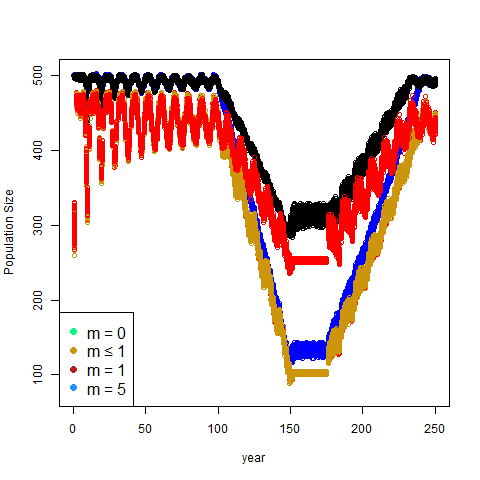 500
400
300
200
100
Population Size
m = 0
m ≤ 1
m = 1
m = 5
0 50 100 150 200 250
year